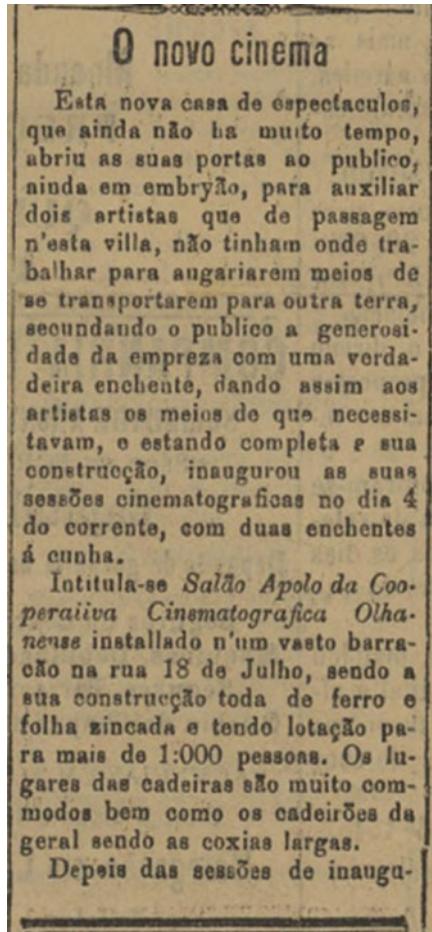 O novo cinema
Esta nova casa de espectaculos,
que ainda não ha muito tempo,
abriu as suas portas ao publico,
ainda em embryão, para auxiliar
dois artistas que de passagem
n'esta villa, não tinham onde tra-
balhar para augariarem meios de
se transportarem para outra terra,
secundando o publico a generosi-
dade da empreza com uma verda-
deira enchente, dando assim aos
artistas os meios de que necessi-
tavam, e estando completa e sua
construcção, inaugurou as suas
sessões cinematograficas no dia 4
do corrente, com duas enchentes
á cunha.
Intitula-se Salão Apolo da Coo-
peraiiva Cinematografica Olha-
nense installado n'um vasto barra-
cão na rua 18 de Julho, sendo a
sua construcção toda de ferro e
folha zincada e tendo lotação pa-
ra mais de 1:000 pessoas. Os lu-
gares das cadeiras são muito com-
modos bem como os cadeirões da
geral sendo as coxias largas.
Depois das sessões de inaugu-